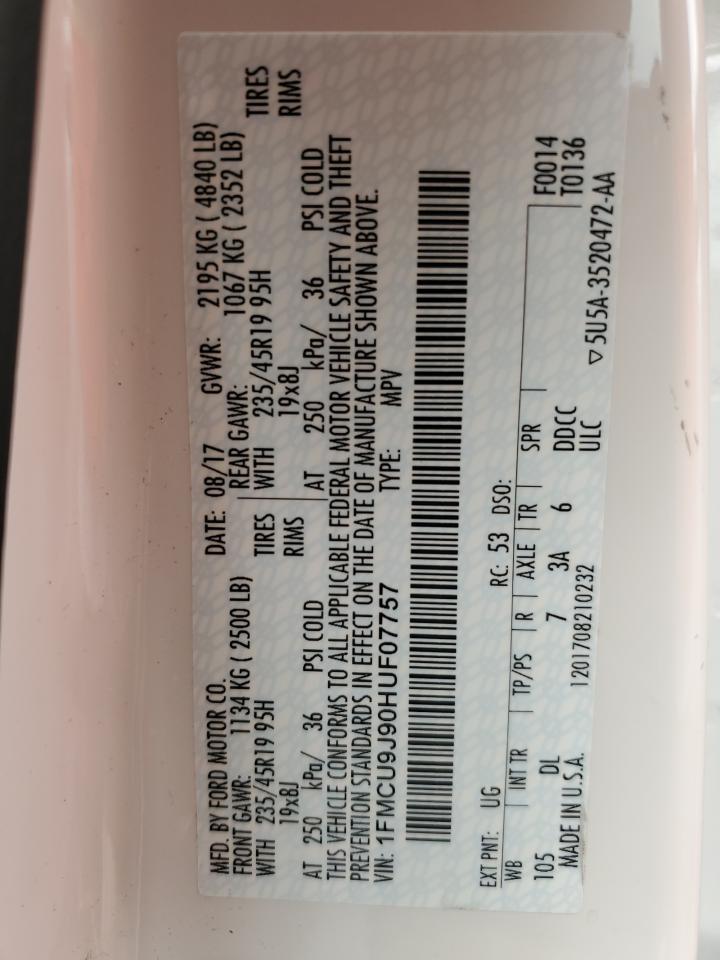 MFD. BY FORD MOTOR CO. DATE: 08/17 GVWR: 2195 KG ( 4840 LB)
FRONT GAWR: 1134 KG ( 2500 LB) REAR GAWR: 1067 KG ( 2352 LB)
WITH 235/45R19 95H TIRES WITH 235/45R19 95H TIRES
19x8J RIMS 19x8J RIMS
AT 250 kPa/ 36 PSI COLD AT 250 kPa/ 36 PSI COLD
THIS VEHICLE CONFORMS TO ALL APPLICABLE FEDERAL MOTOR VEHICLE SAFETY AND THEFT
PREVENTION STANDARDS IN EFFECT ON THE DATE OF MANUFACTURE SHOWN ABOVE.
VIN: 1FMCU9J90HUF07757 TYPE: MPV
EXT PNT: UG RC: 53 DSO:
WB INT TR TP/PS R AXLE TR SPR F0014
105 DL 7 3A 6 DDCC T0136
MADE IN U.S.A. 1201708210232 ULC ▽5U5A-3520472-AA